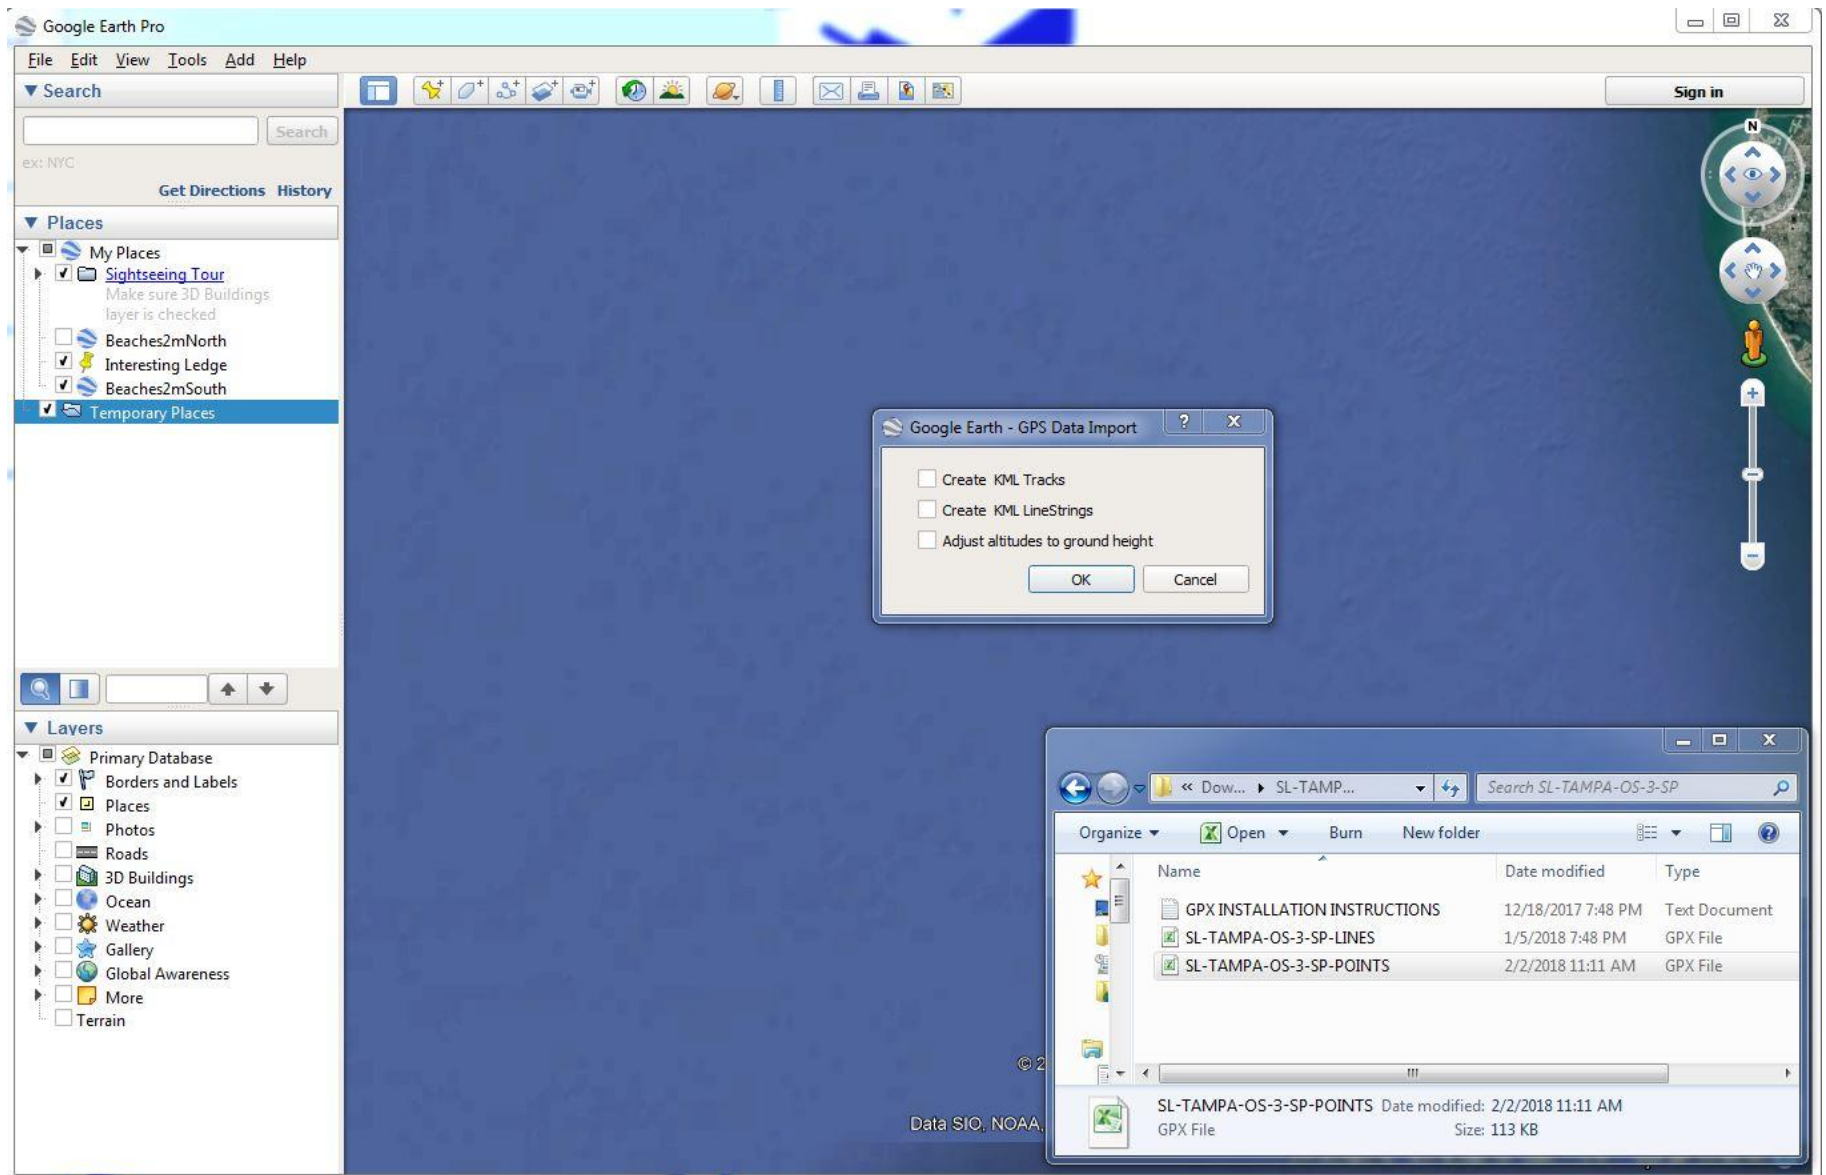 Google Earth Pro
File Edit View Tools Add Help
Search
Sign in
Search
ex: NYC
Get Directions History
N
Places
My Places
Sightseeing Tour
Make sure 3D Buildings
layer is checked
Beaches2mNorth
Interesting Ledge
Beaches2mSouth
Temporary Places
Google Earth - GPS Data Import
Create KML Tracks
Create KML LineStrings
Adjust altitudes to ground height
OK Cancel
Layers
Primary Database
Borders and Labels
Places
Photos
Roads
3D Buildings
Ocean
Weather
Gallery
Global Awareness
More
Terrain
© 2
Data SIO, NOAA,
« Dow... SL-TAMP... Search SL-TAMPA-OS-3-SP
Organize Open Burn New folder
Name Date modified Type
GPX INSTALLATION INSTRUCTIONS 12/18/2017 7:48 PM Text Document
SL-TAMPA-OS-3-SP-LINES 1/5/2018 7:48 PM GPX File
SL-TAMPA-OS-3-SP-POINTS 2/2/2018 11:11 AM GPX File
SL-TAMPA-OS-3-SP-POINTS Date modified: 2/2/2018 11:11 AM
GPX File Size: 113 KB